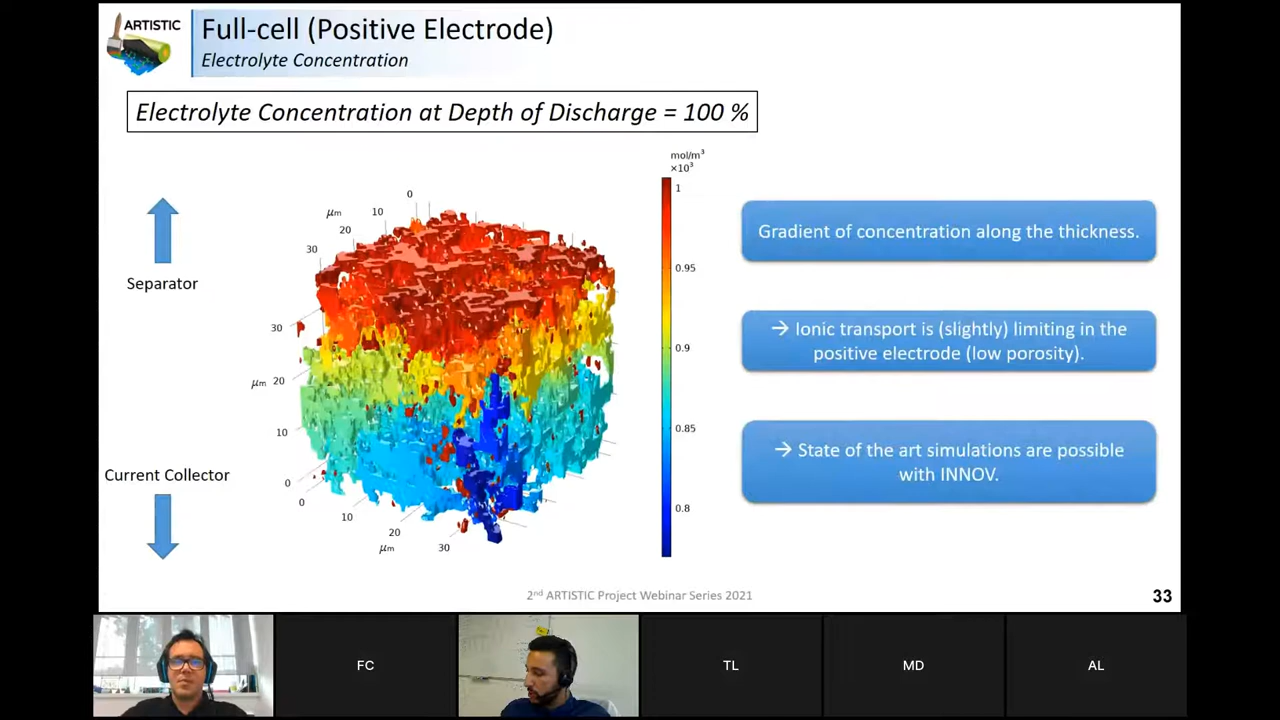 ARTISTIC
Full-cell (Positive Electrode)
Electrolyte Concentration
Electrolyte Concentration at Depth of Discharge = 100 %
Separator
Current Collector
0
10
20
30
μm
30
μm
20
10
0
0
10
20
30
μm
mol/m³
×10³
1
0.95
0.9
0.85
0.8
Gradient of concentration along the thickness.
→ Ionic transport is (slightly) limiting in the
positive electrode (low porosity).
→ State of the art simulations are possible
with INNOV.
2nd ARTISTIC Project Webinar Series 2021
33
FC
TL
MD
AL